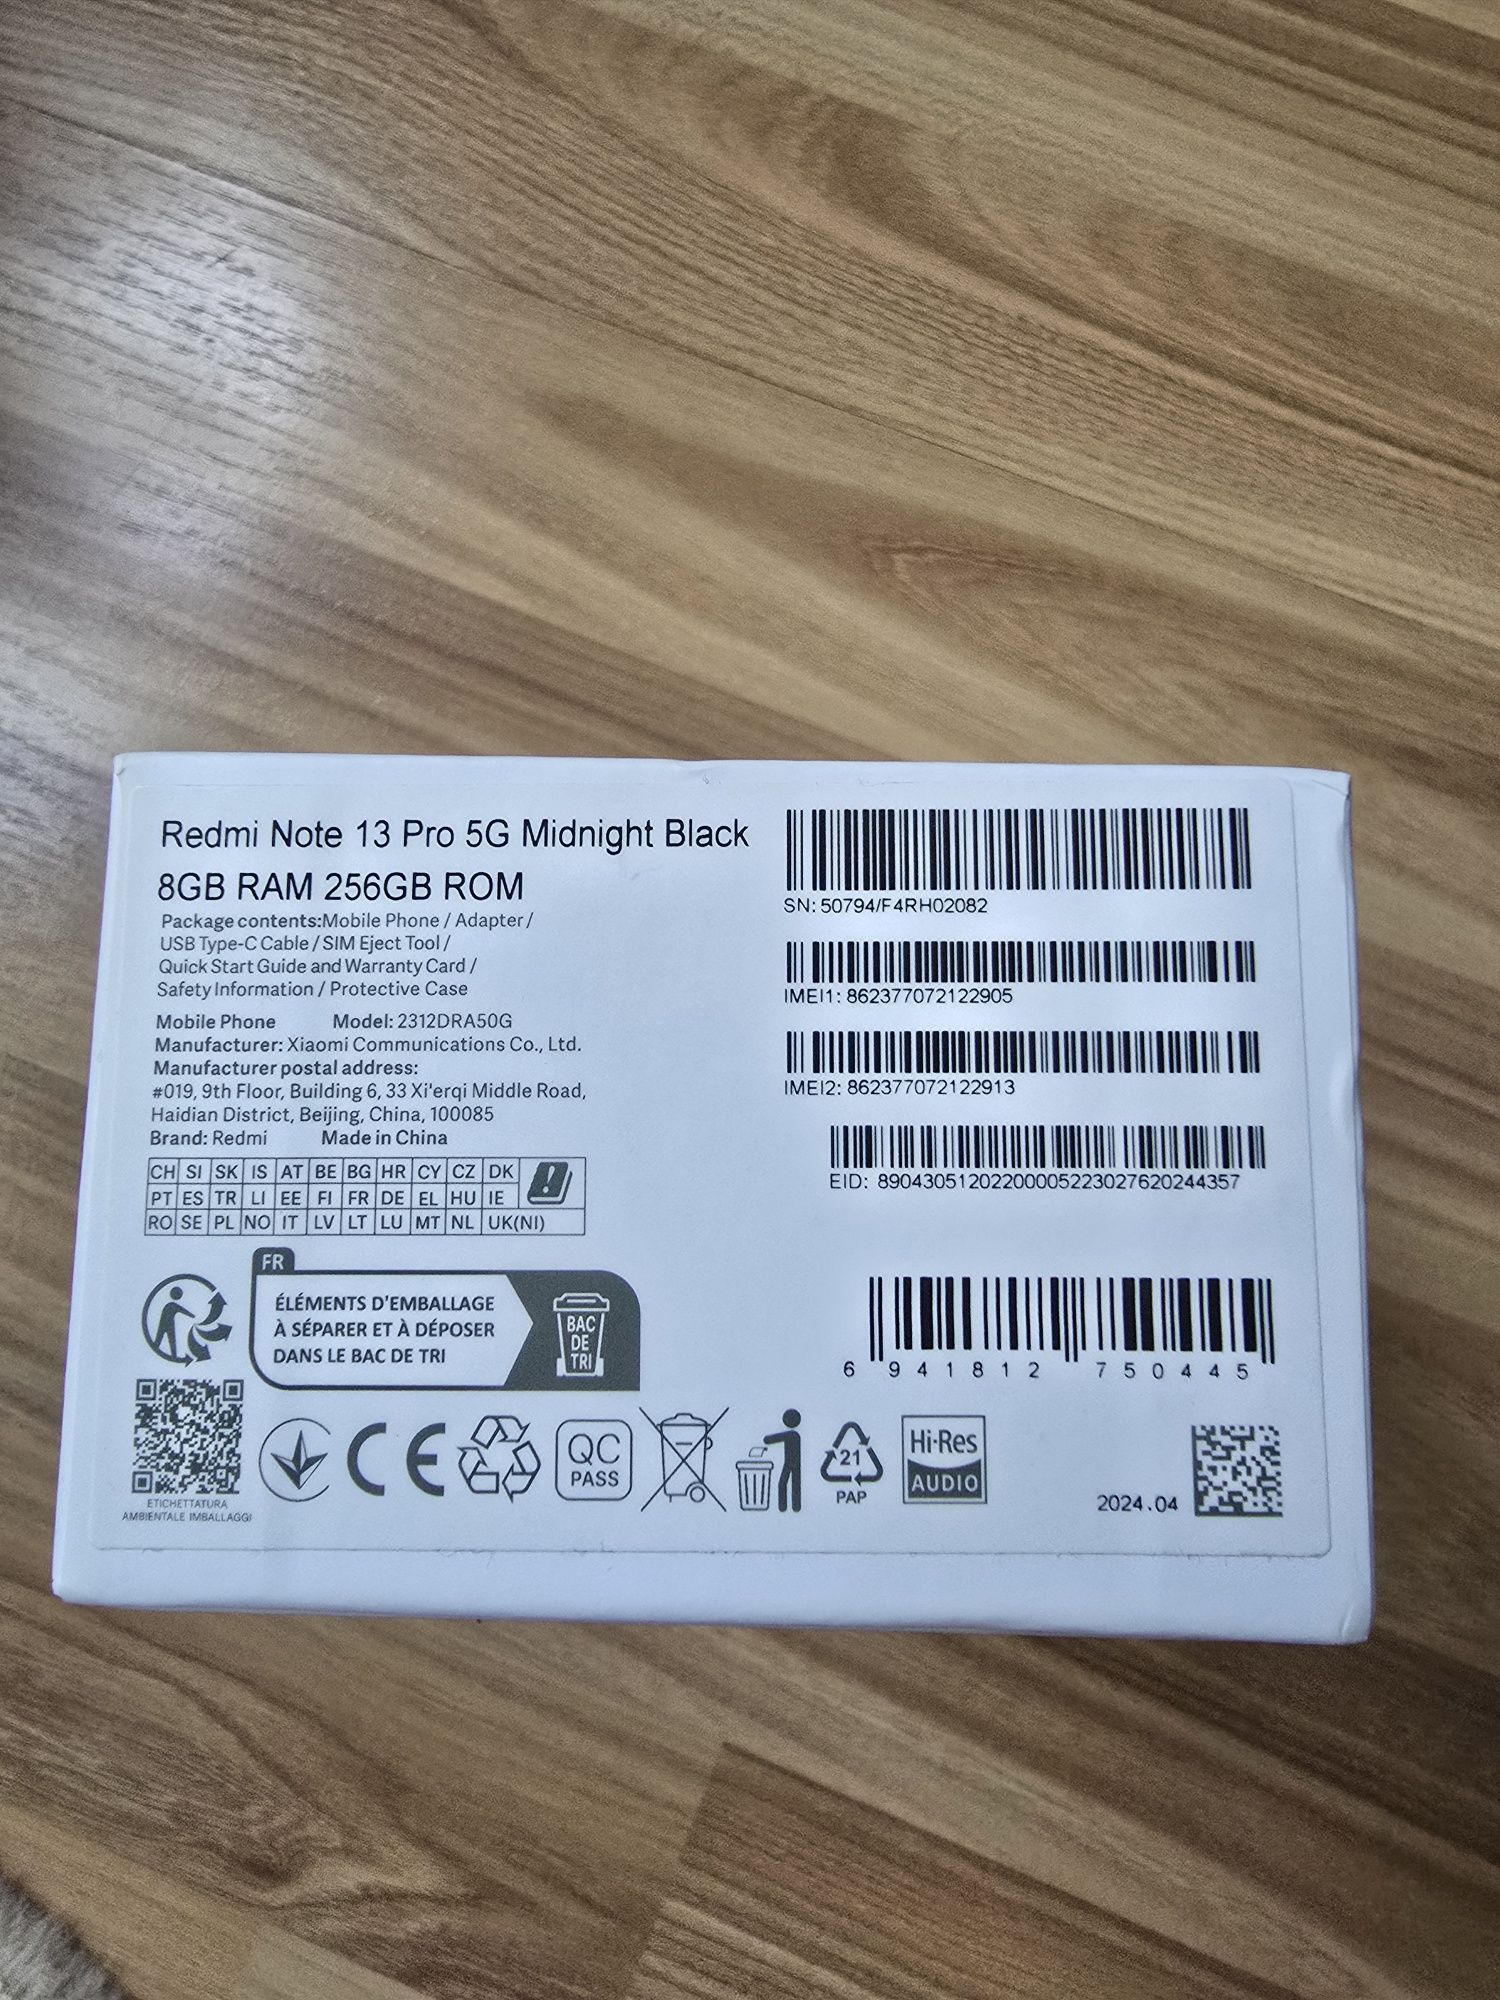 Redmi Note 13 Pro 5G Midnight Black
8GB RAM 256GB ROM
Package contents:Mobile Phone / Adapter /
USB Type-C Cable / SIM Eject Tool /
Quick Start Guide and Warranty Card /
Safety Information / Protective Case
Mobile Phone Model: 2312DRA50G
Manufacturer: Xiaomi Communications Co., Ltd.
Manufacturer postal address:
#019, 9th Floor, Building 6, 33 Xi'erqi Middle Road,
Haidian District, Beijing, China, 100085
Brand: Redmi Made in China
CH SI SK IS AT BE BG HR CY CZ DK
PT ES TR LI EE FI FR DE EL HU IE
RO SE PL NO IT LV LT LU MT NL UK(NI)
FR
ÉLÉMENTS D'EMBALLAGE
À SÉPARER ET À DÉPOSER
DANS LE BAC DE TRI
BAC
DE
TRI
ETICHETTATURA
AMBIENTALE IMBALLAGGI
CE
QC
PASS
21
PAP
Hi-Res
AUDIO
SN: 50794/F4RH02082
IMEI1: 862377072122905
IMEI2: 862377072122913
EID: 89043051202200005223027620244357
6 941812 750445
2024.04